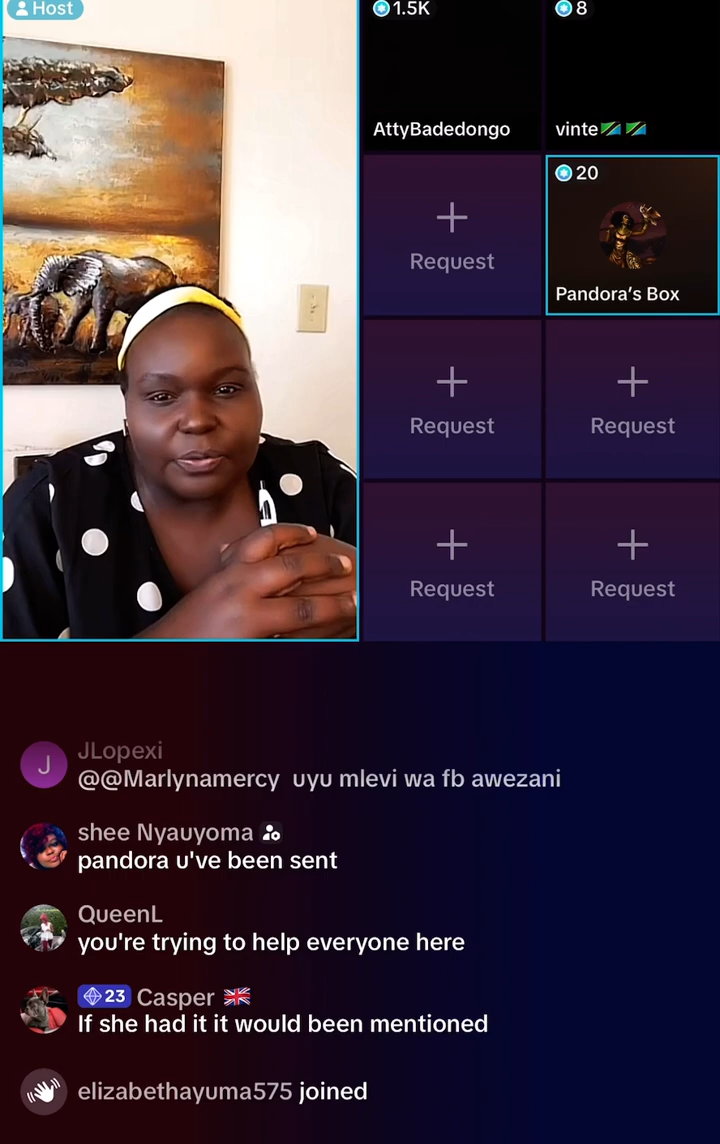 Host
1.5K
8
AttyBadedongo
vinte🇹🇿 🇹🇿
+
Request
20
Pandora's Box
+
Request
+
Request
+
Request
+
Request
J
JLopexi
@@Marlynamercy uyu mlevi wa fb awezani
shee Nyauyoma
pandora u've been sent
QueenL
you're trying to help everyone here
23 Casper 🇬🇧
If she had it it would been mentioned
elizabethayuma575 joined